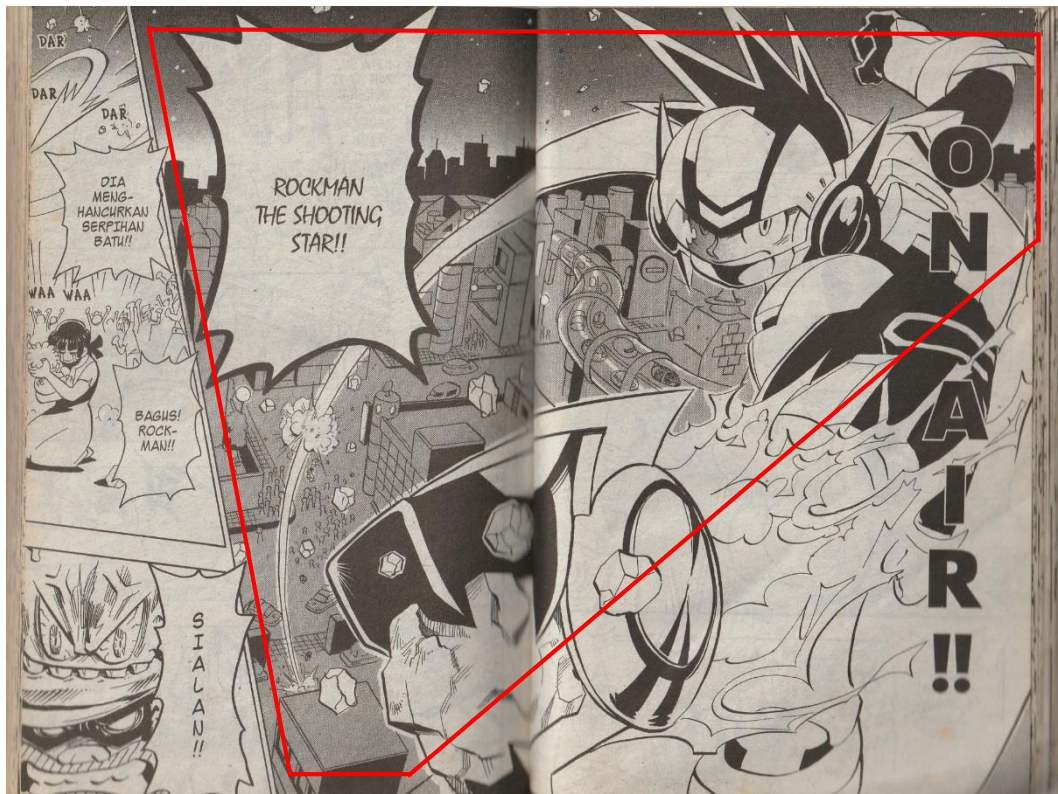 DAR
DAR
DAR
DIA
MENG-
HANCURKAN
SERPIHAN
BATU!!
WAA WAA
BAGUS!
ROCK-
MAN!!
SIALAN!!
ROCKMAN
THE SHOOTING
STAR!!
ON AIR!!